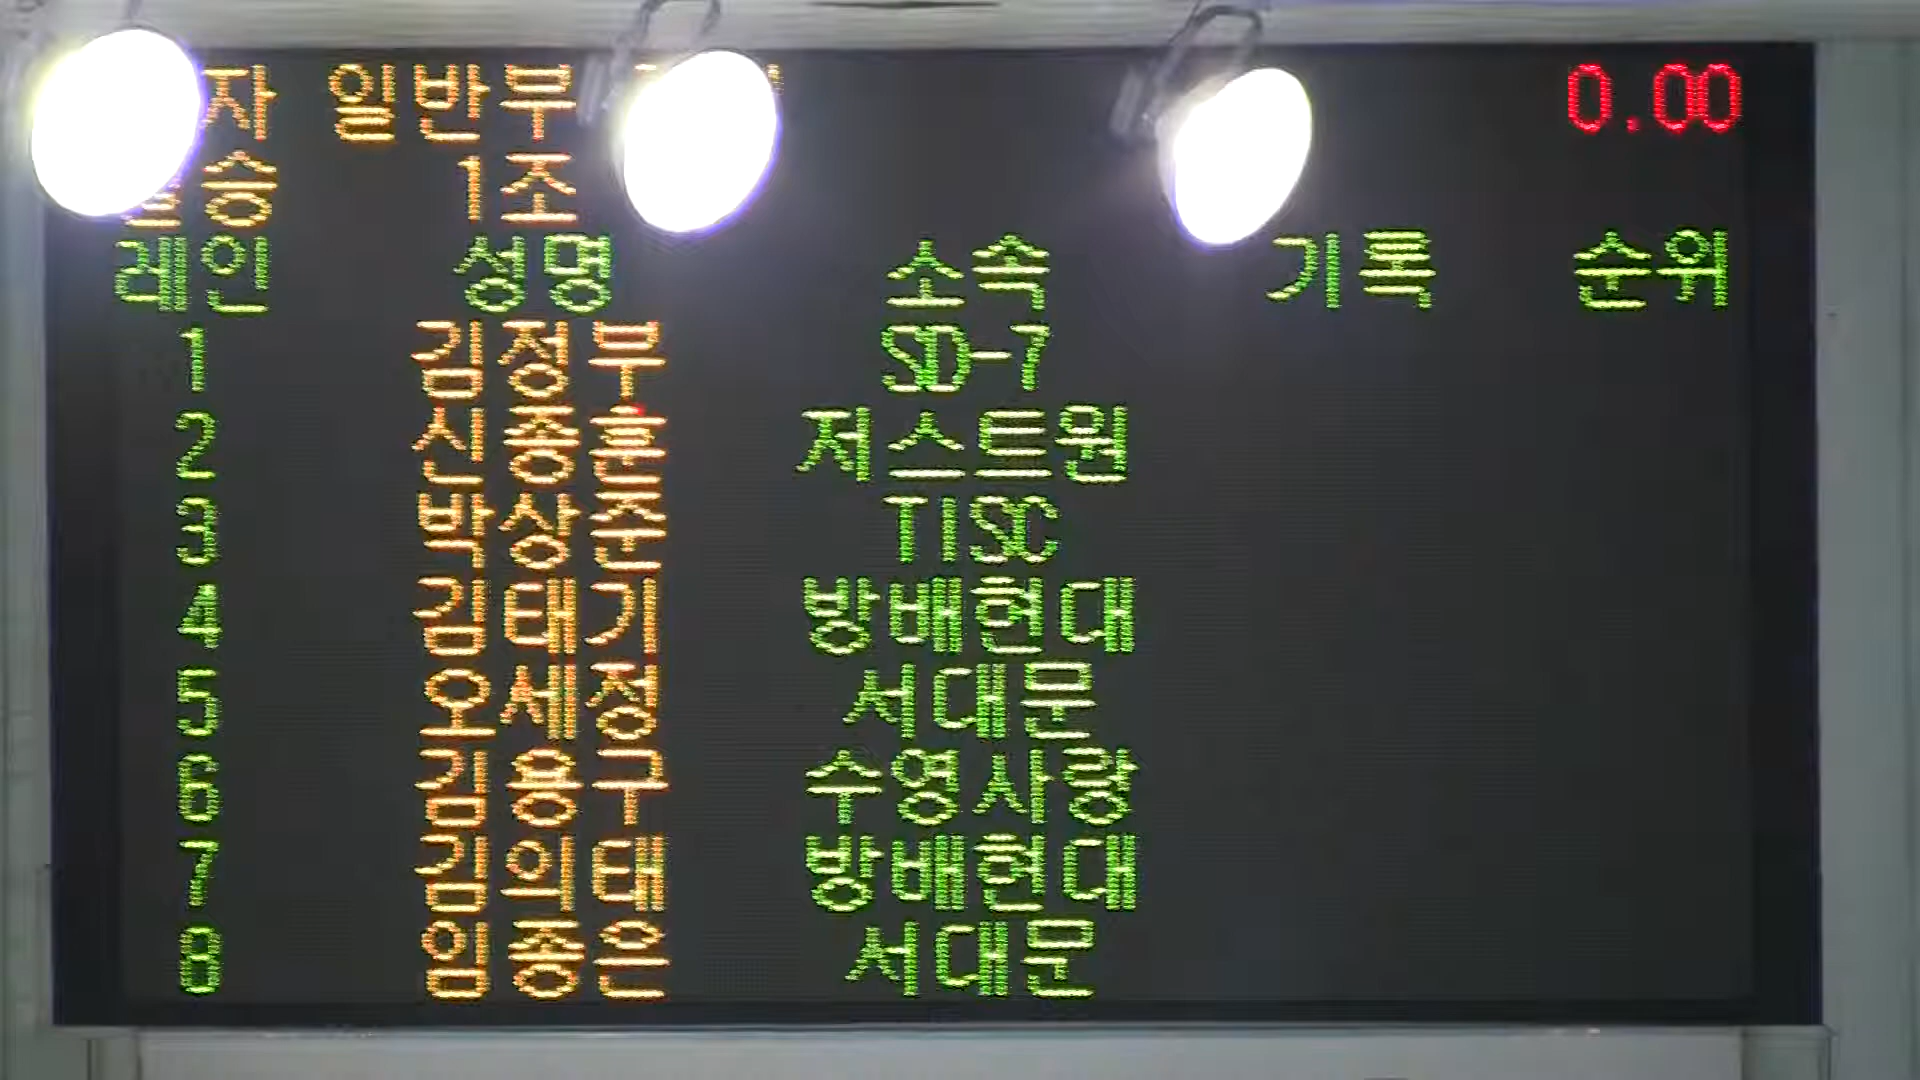 자 일반부 0.00
승 1조
레인 성명 소속 기록 순위
1 김정부 SD-7
2 신종훈 저스트원
3 박상준 TISC
4 김태기 방배현대
5 오세정 서대문
6 김용구 수영사랑
7 김의태 방배현대
8 임종은 서대문